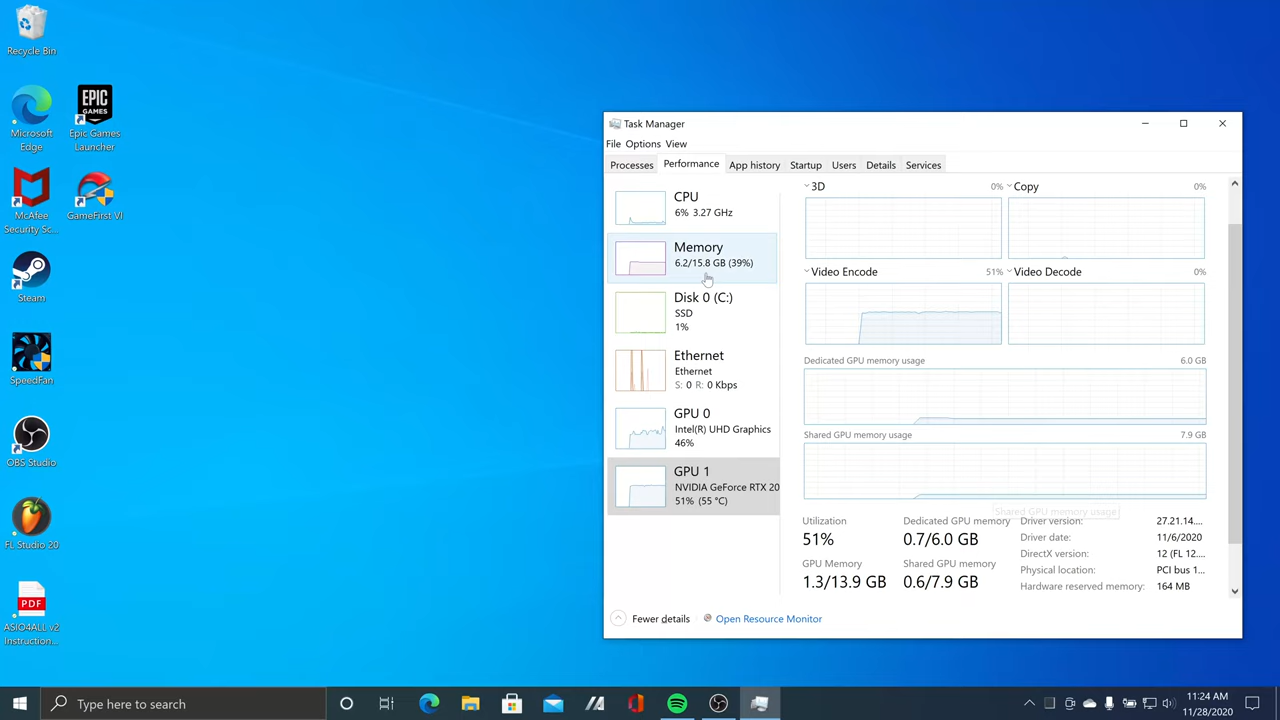 Recycle Bin
Microsoft
Edge
EPIC
GAMES
Epic Games
Launcher
McAfee
Security Sc...
GameFirst VI
Steam
SpeedFan
OBS Studio
FL Studio 20
PDF
ASIO4ALL v2
Instruction...
Task Manager
File Options View
Processes Performance App history Startup Users Details Services
CPU
6% 3.27 GHz
Memory
6.2/15.8 GB (39%)
Disk 0 (C:)
SSD
1%
Ethernet
Ethernet
S: 0 R: 0 Kbps
GPU 0
Intel(R) UHD Graphics
46%
GPU 1
NVIDIA GeForce RTX 20
51% (55 °C)
3D 0% Copy 0%
Video Encode 51% Video Decode 0%
Dedicated GPU memory usage 6.0 GB
Shared GPU memory usage 7.9 GB
Shared GPU memory usage
Utilization
51%
Dedicated GPU memory
0.7/6.0 GB
GPU Memory
1.3/13.9 GB
Shared GPU memory
0.6/7.9 GB
Driver version: 27.21.14....
Driver date: 11/6/2020
DirectX version: 12 (FL 12....
Physical location: PCI bus 1...
Hardware reserved memory: 164 MB
Fewer details Open Resource Monitor
Type here to search
11:24 AM
11/28/2020